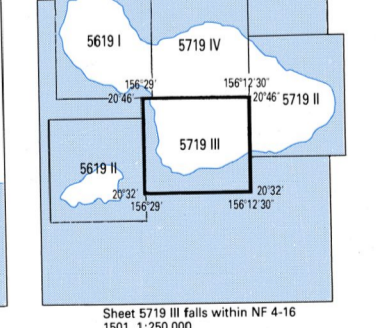 5619 I
5719 IV
156°29'
156°12'30"
20°46'
20°46'
5719 II
5719 III
5619 II
20°32'
20°32'
156°29'
156°12'30"
Sheet 5719 III falls within NF 4-16
1501, 1:250,000